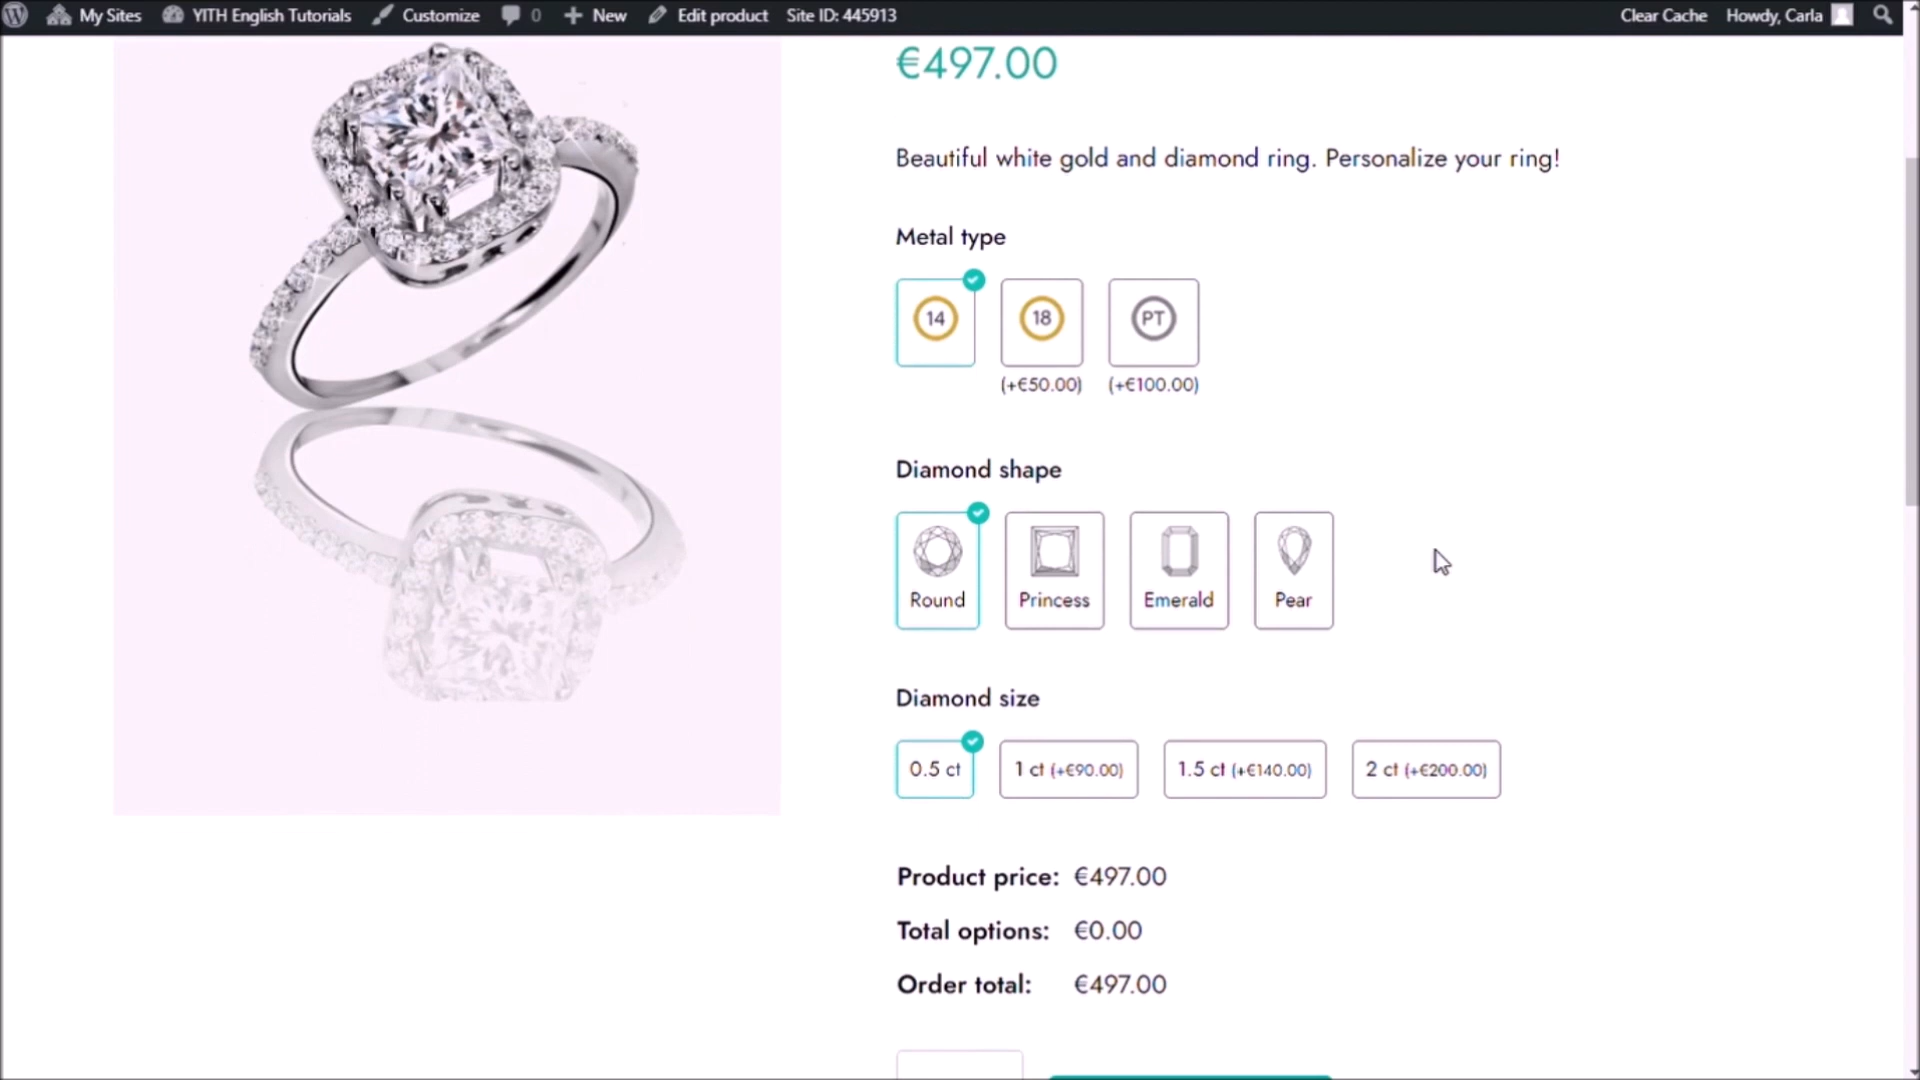 My Sites YITH English Tutorials Customize 0 New Edit product Site ID: 445913 Clear Cache Howdy, Carla
€497.00
Beautiful white gold and diamond ring. Personalize your ring!
Metal type
14 18 PT
(+€50.00) (+€100.00)
Diamond shape
Round Princess Emerald Pear
Diamond size
0.5 ct 1 ct (+€90.00) 1.5 ct (+€140.00) 2 ct (+€200.00)
Product price: €497.00
Total options: €0.00
Order total: €497.00